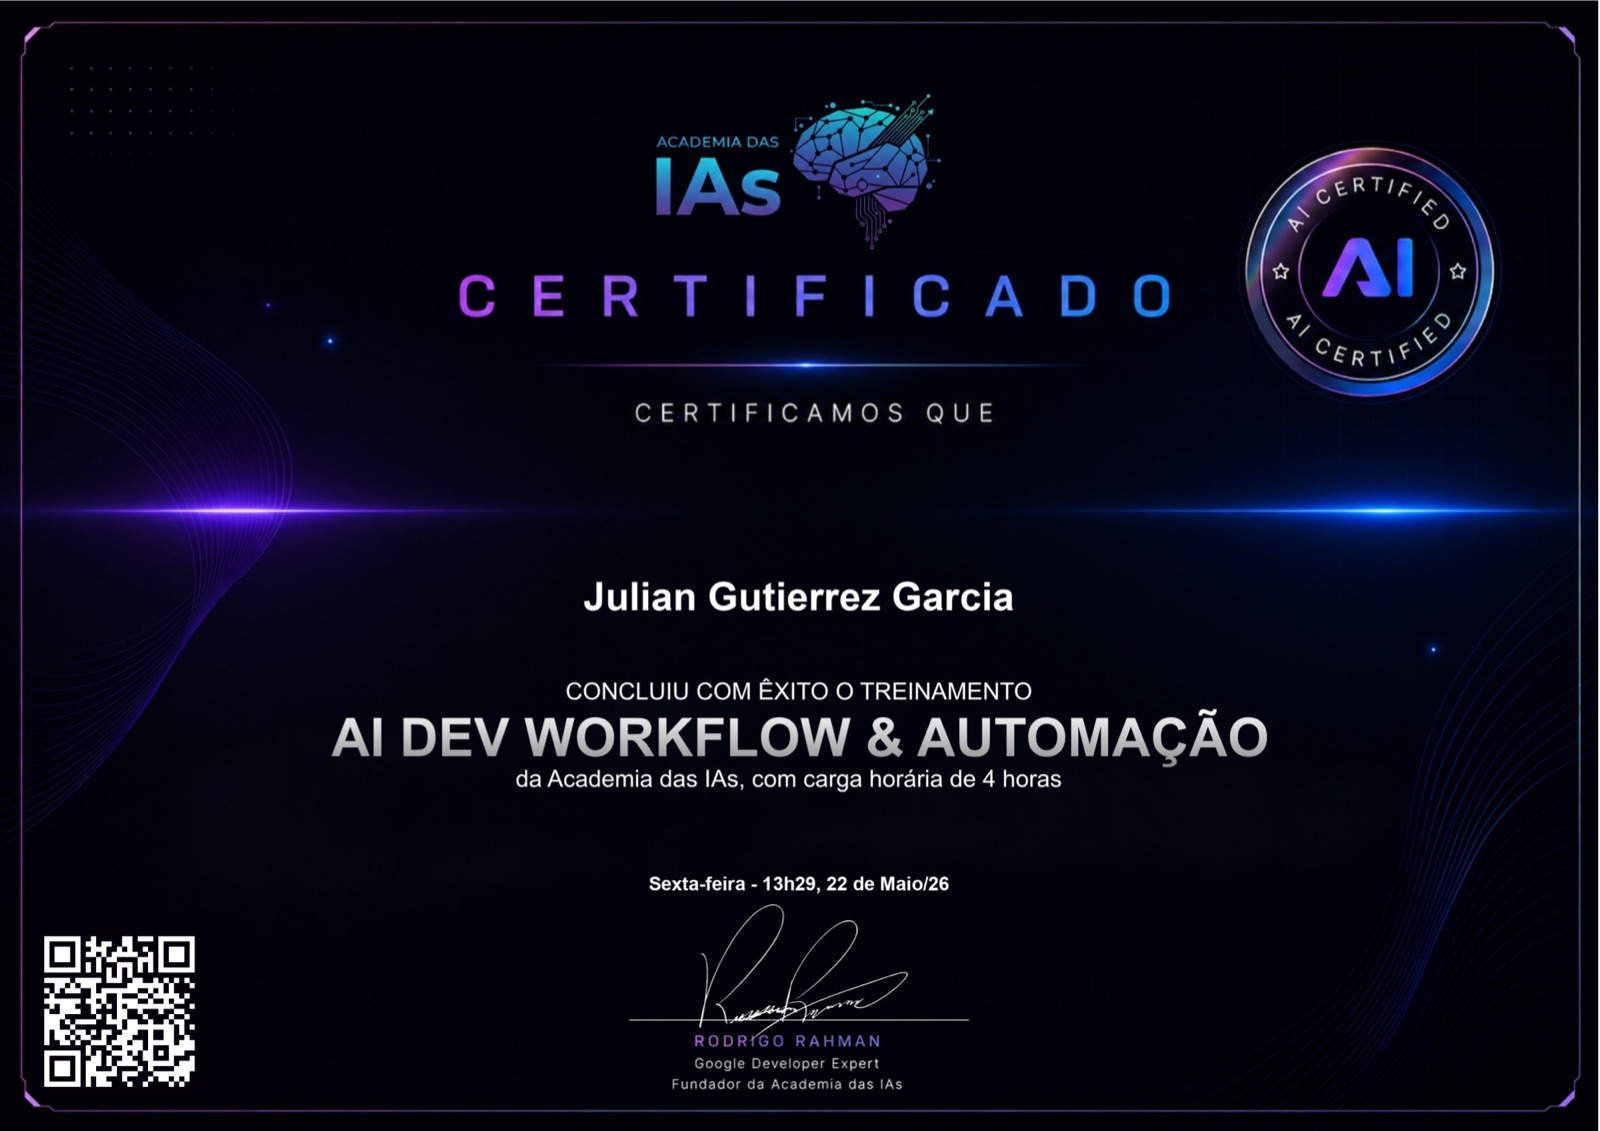 ACADEMIA DAS
IAs
AI CERTIFIED
AI
AI CERTIFIED
CERTIFICADO
CERTIFICAMOS QUE
Julian Gutierrez Garcia
CONCLUIU COM ÊXITO O TREINAMENTO
AI DEV WORKFLOW & AUTOMAÇÃO
da Academia das IAs, com carga horária de 4 horas
Sexta-feira - 13h29, 22 de Maio/26
RODRIGO RAHMAN
Google Developer Expert
Fundador da Academia das IAs